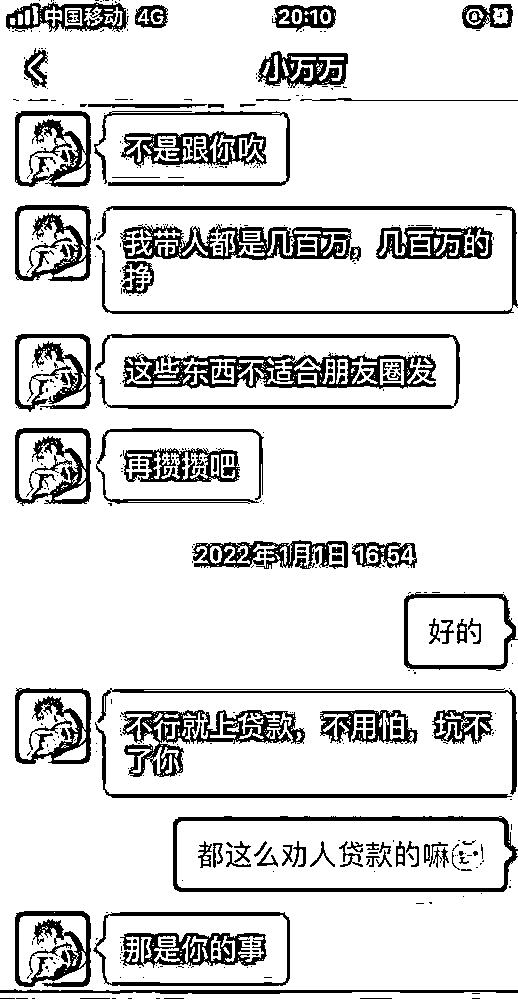 中国移动 4G 20:10
小万万
不是跟你吹
我带人都是几百万，几百万的
挣
这些东西不适合朋友圈发
再攒攒吧
2022年1月1日 16:54
好的
不行就上贷款，不用怕，坑不
了你
都这么劝人贷款的嘛
那是你的事